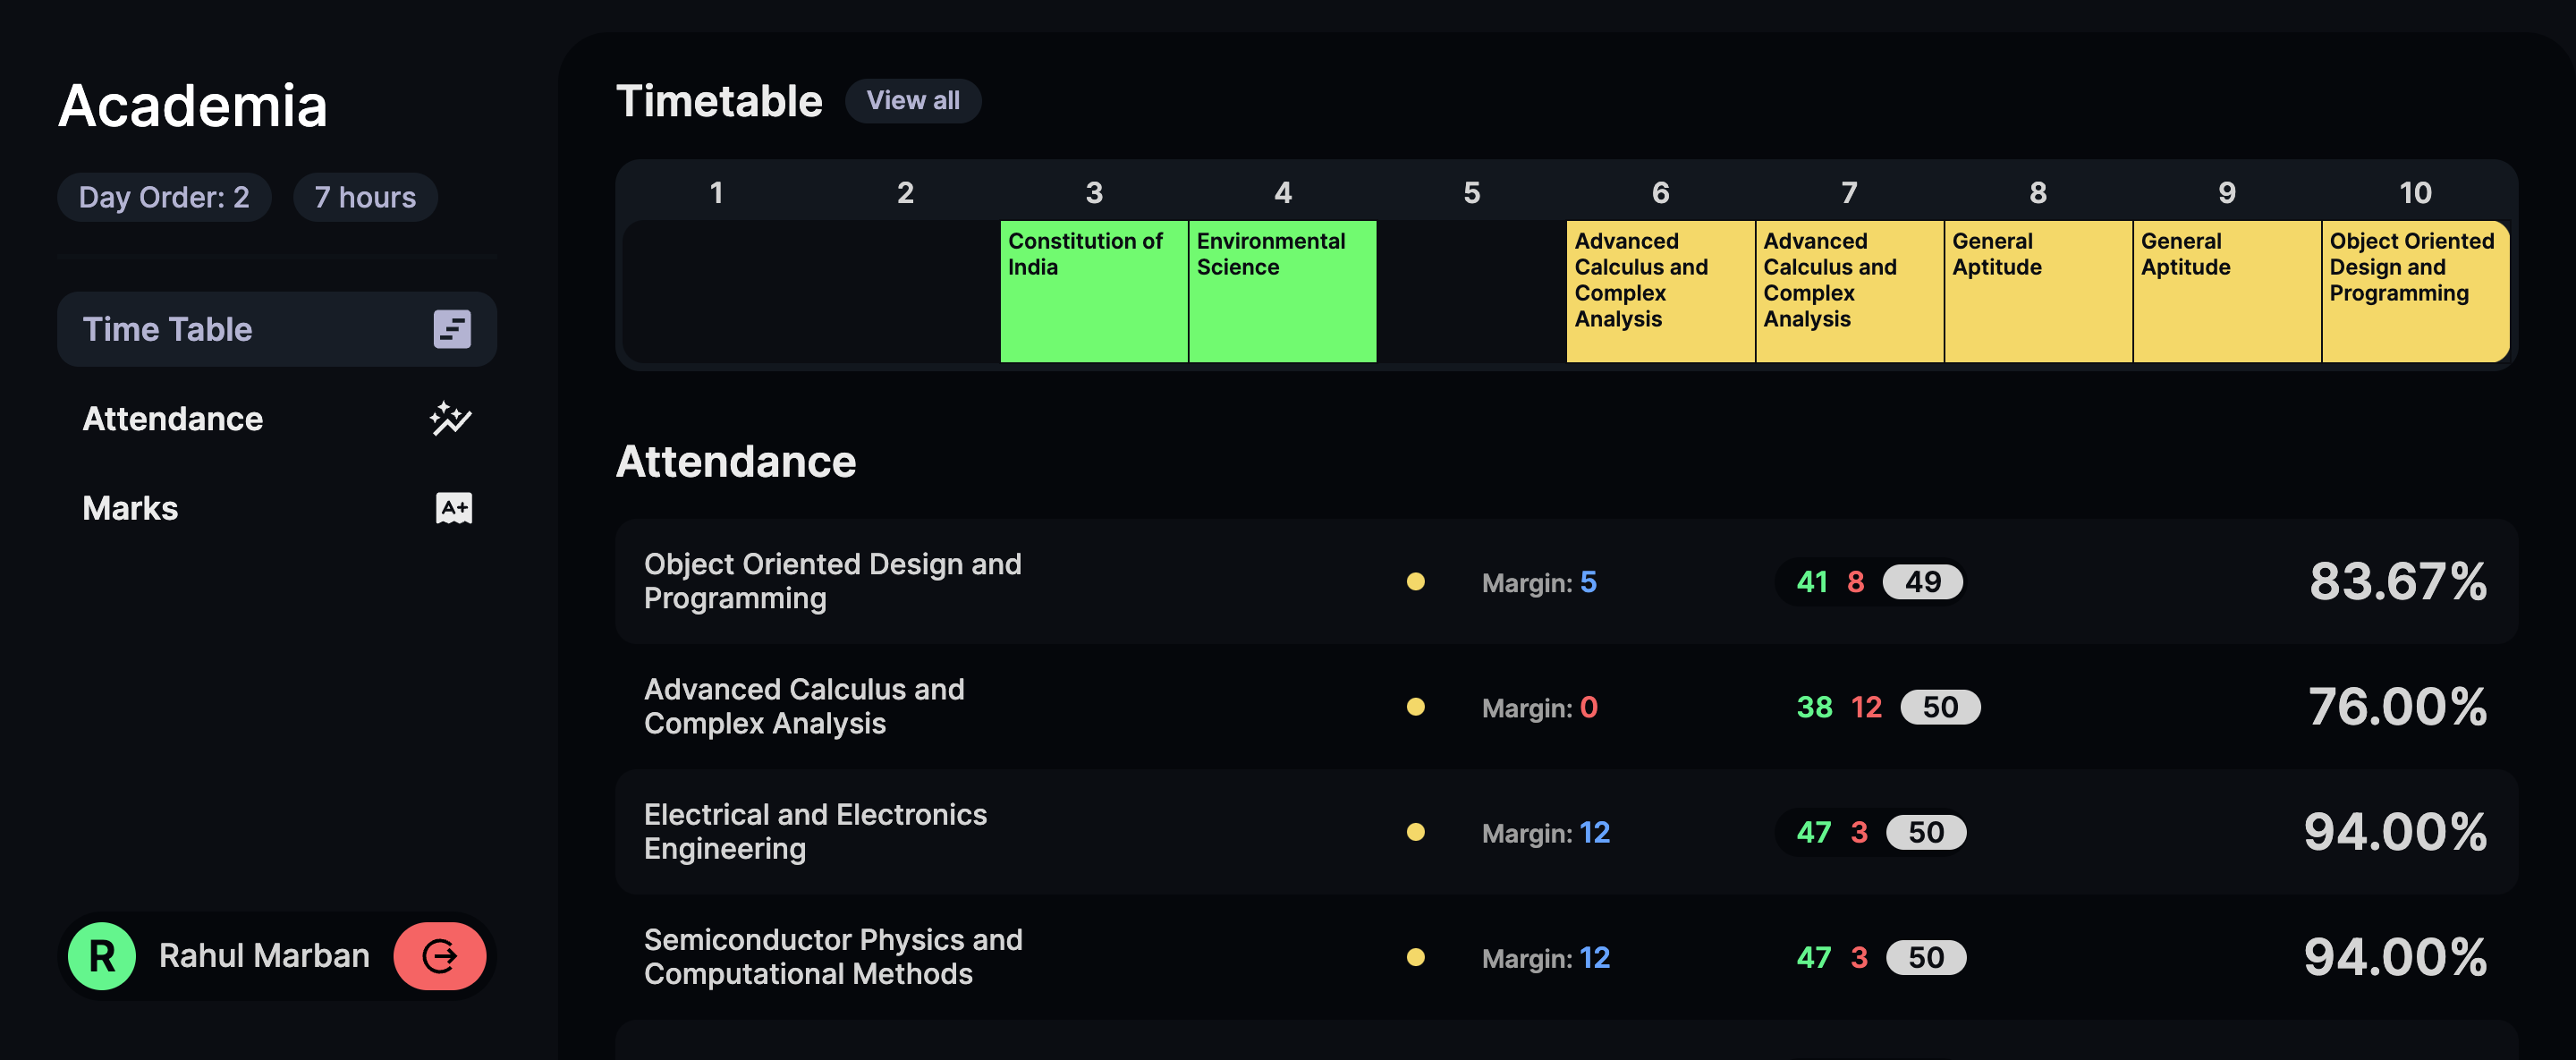 Academia
Day Order: 2
7 hours
Time Table
Attendance
Marks
A+
R
Rahul Marban
Timetable
View all
1 2 3 4 5 6 7 8 9 10
Constitution of
India
Environmental
Science
Advanced
Calculus and
Complex
Analysis
Advanced
Calculus and
Complex
Analysis
General
Aptitude
General
Aptitude
Object Oriented
Design and
Programming
Attendance
Object Oriented Design and
Programming
Margin: 5
41 8 49
83.67%
Advanced Calculus and
Complex Analysis
Margin: 0
38 12 50
76.00%
Electrical and Electronics
Engineering
Margin: 12
47 3 50
94.00%
Semiconductor Physics and
Computational Methods
Margin: 12
47 3 50
94.00%